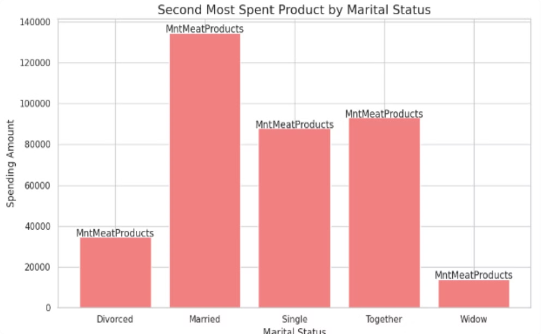 Second Most Spent Product by Marital Status
140000
MntMeatProducts
120000
100000
MntMeatProducts
MntMeatProducts
80000
Spending Amount
60000
40000
MntMeatProducts
20000
MntMeatProducts
0
Divorced Married Single Together Widow
Marital Status